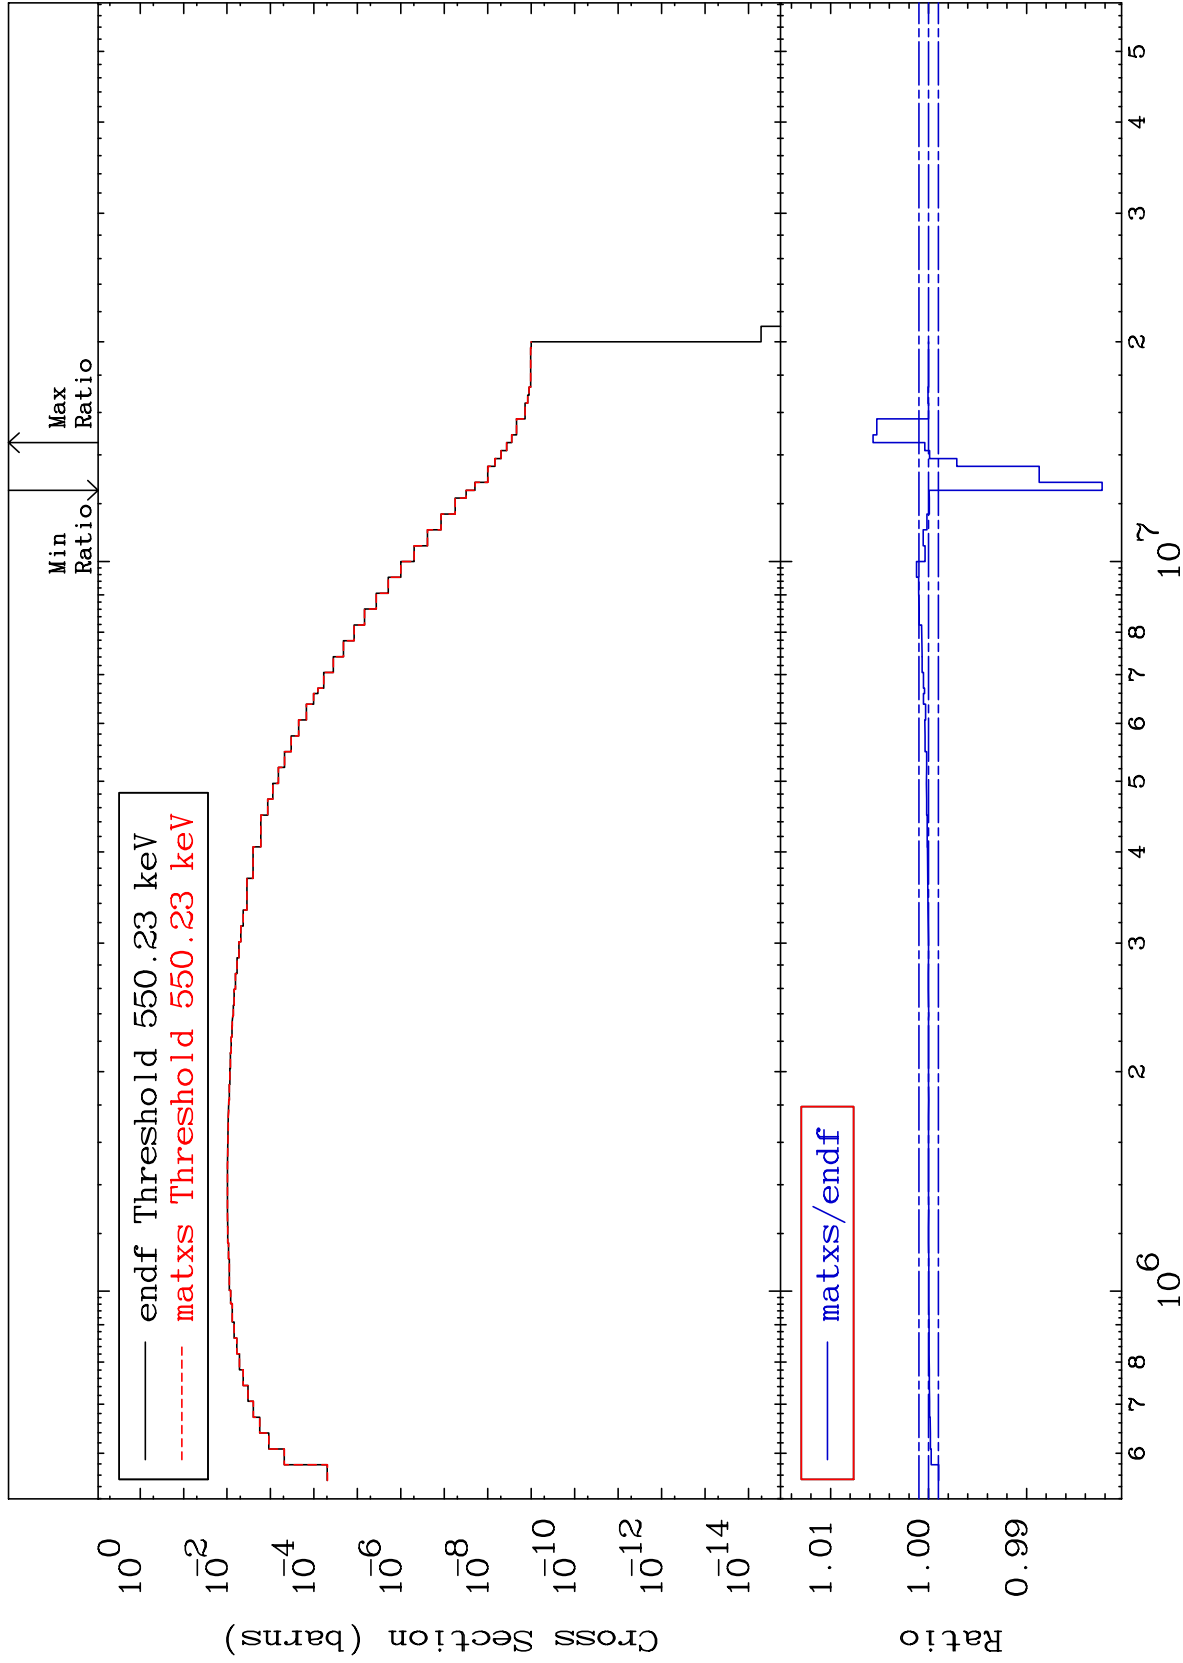 Min
Ratio
Max
Ratio
Cross Section (barns)
10^0
10^-2
10^-4
10^-6
10^-8
10^-10
10^-12
10^-14
endf Threshold 550.23 keV
matxs Threshold 550.23 keV
Ratio
1.01
1.00
0.99
matxs/endf
6 7 8 10^6 2 3 4 5 6 7 8 10^7 2 3 4 5